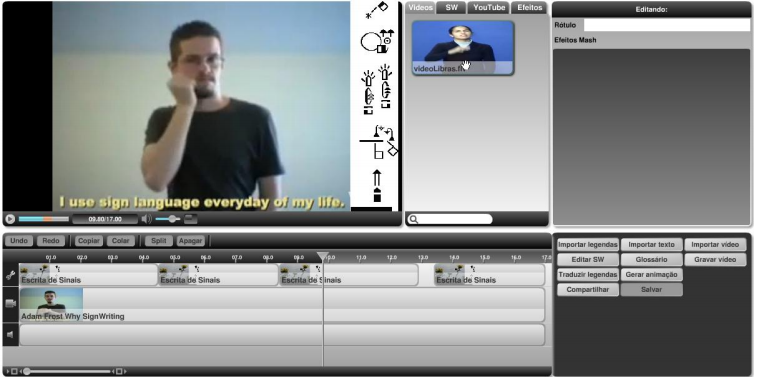 Vídeos SW YouTube Efeitos
Editando:
Rótulo
Efeitos Mash
videoLibras.fl
I use sign language everyday of my life.
09.80/17.00
Undo Redo Copiar Colar Split Apagar
01.0 02.0 03.0 04.0 05.0 06.0 07.0 08.0 09.0 10.0 11.0 12.0 13.0 14.0 15.0 16.0 17.0
Escrita de Sinais Escrita de Sinais Escrita de Sinais Escrita de Sinais
Adam Frost Why SignWriting
Importar legendas Importar texto Importar vídeo
Editar SW Glossário Gravar vídeo
Traduzir legendas Gerar animação
Compartilhar Salvar